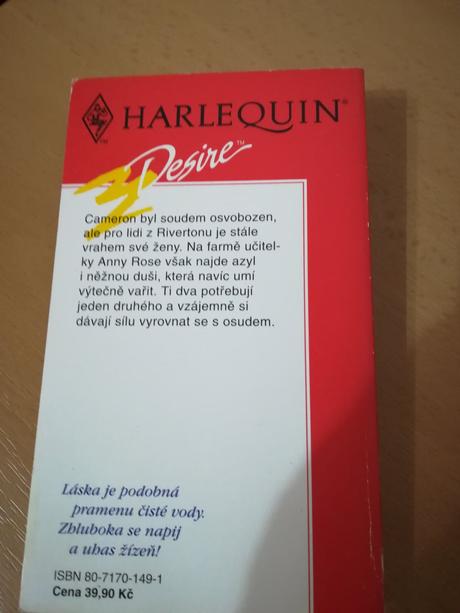 HARLEQUIN®
™
Desire™
Cameron byl soudem osvobozen,
ale pro lidi z Rivertonu je stále
vrahem své ženy. Na farmě učitel-
ky Anny Rose však najde azyl
i něžnou duši, která navíc umí
výtečně vařit. Ti dva potřebují
jeden druhého a vzájemně si
dávají sílu vyrovnat se s osudem.
Láska je podobná
pramenu čisté vody.
Zhluboka se napij
a uhas žízeň!
ISBN 80-7170-149-1
Cena 39,90 Kč